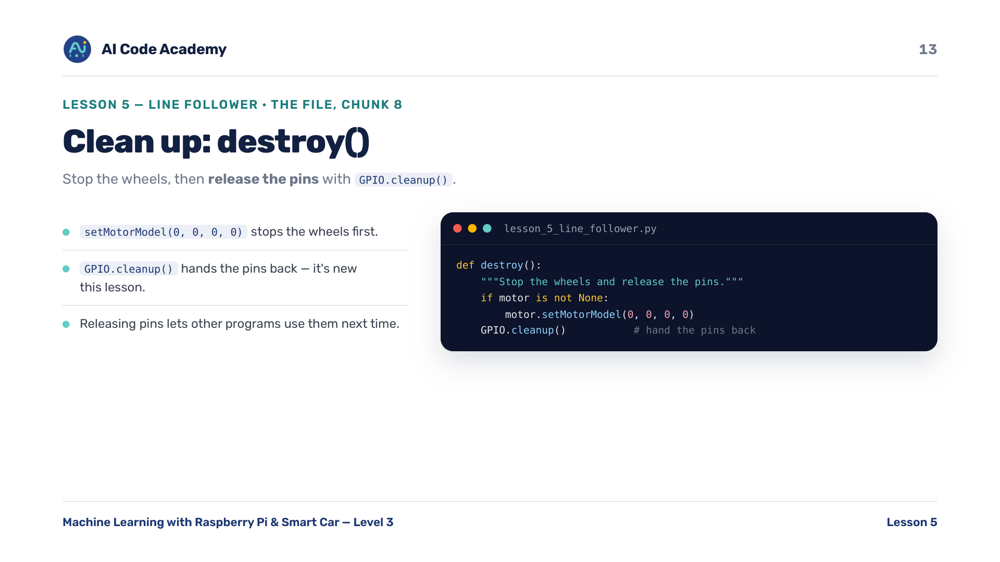 AI Code Academy
13
LESSON 5 — LINE FOLLOWER • THE FILE, CHUNK 8
Clean up: destroy()
Stop the wheels, then release the pins with GPIO.cleanup().
setMotorModel(0, 0, 0, 0) stops the wheels first.
GPIO.cleanup() hands the pins back — it's new
this lesson.
Releasing pins lets other programs use them next time.
lesson_5_line_follower.py
def destroy():
    """Stop the wheels and release the pins."""
    if motor is not None:
        motor.setMotorModel(0, 0, 0, 0)
    GPIO.cleanup()           # hand the pins back
Machine Learning with Raspberry Pi & Smart Car — Level 3
Lesson 5